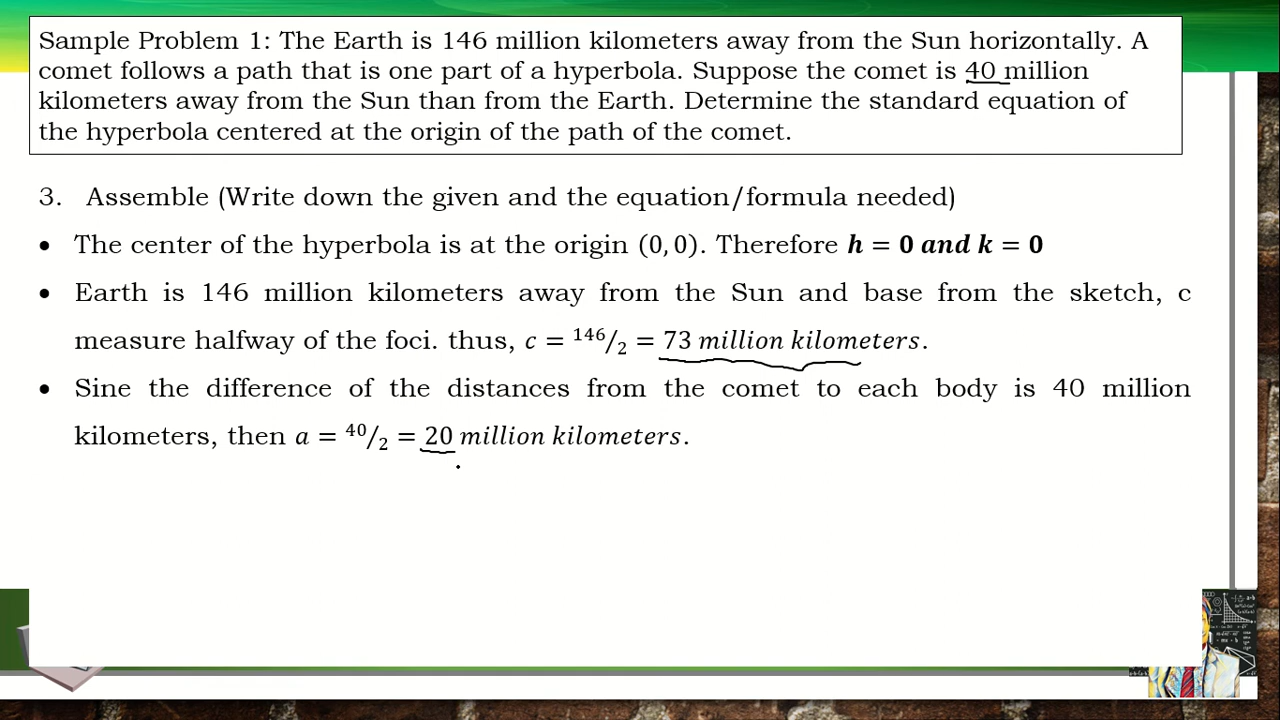 Sample Problem 1: The Earth is 146 million kilometers away from the Sun horizontally. A
comet follows a path that is one part of a hyperbola. Suppose the comet is 40 million
kilometers away from the Sun than from the Earth. Determine the standard equation of
the hyperbola centered at the origin of the path of the comet.
3. Assemble (Write down the given and the equation/formula needed)
• The center of the hyperbola is at the origin (0, 0). Therefore h = 0 and k = 0
• Earth is 146 million kilometers away from the Sun and base from the sketch, c
measure halfway of the foci. thus, c = 146/2 = 73 million kilometers.
• Sine the difference of the distances from the comet to each body is 40 million
kilometers, then a = 40/2 = 20 million kilometers.